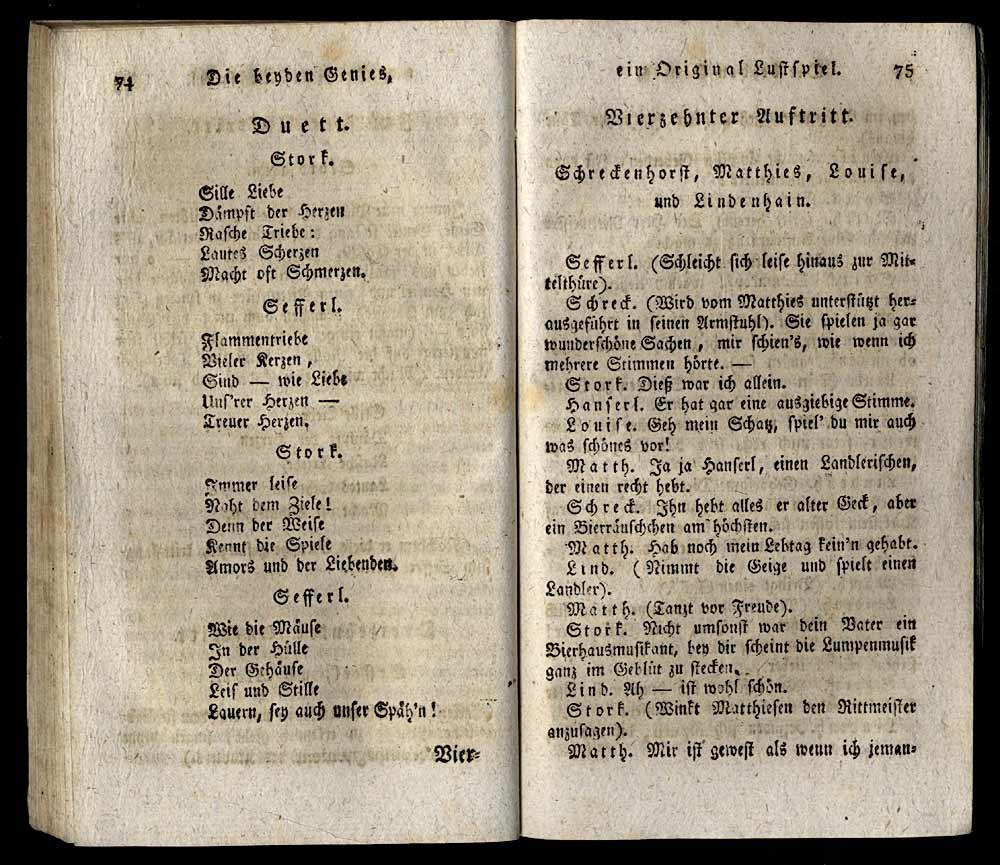 74 Die beyden Genies,
Duett.
Stork.
Sille Liebe
Dämpft der Herzen
Rasche Triebe:
Lautes Scherzen
Macht oft Schmerzen.
Sefferl.
Flammentriebe
Vieler Kerzen,
Sind — wie Liebe
Uns'rer Herzen —
Treuer Herzen.
Stork.
Immer leise
Naht dem Ziele!
Denn der Weise
Kennt die Spiele
Amors und der Liebenden.
Sefferl.
Wie die Mäuse
In der Hülle
Der Gehäuse
Leis und Stille
Lauern, sey auch unser Späh'n!
Vier-
ein Original Lustspiel. 75
Vierzehnter Auftritt.
Schreckenhorst, Matthies, Louise,
und Lindenhain.
Sefferl. (Schleicht sich leise hinaus zur Mit-
telthüre).
Schreck. (Wird vom Matthies unterstützt her-
ausgeführt in seinen Armstuhl). Sie spielen ja gar
wunderschöne Sachen, mir schien's, wie wenn ich
mehrere Stimmen hörte. —
Stork. Dieß war ich allein.
Hanserl. Er hat gar eine ausgiebige Stimme.
Louise. Geh mein Schatz, spiel' du mir auch
was schönes vor!
Matth. Ja ja Hanserl, einen Landlerischen,
der einen recht hebt.
Schreck. Ihn hebt alles er alter Geck, aber
ein Bierräuschchen am höchsten.
Matth. Hab noch mein Lebtag kein'n gehabt.
Lind. (Nimmt die Geige und spielt einen
Landler).
Matth. (Tanzt vor Freude).
Stork. Nicht umsonst war dein Vater ein
Bierhausmusikant, bey dir scheint die Lumpenmusik
ganz im Geblüt zu stecken.
Lind. Ah — ist wohl schön.
Stork. (Winkt Matthiesen den Rittmeister
anzusagen).
Matth. Mir ist gewest als wenn ich jeman-